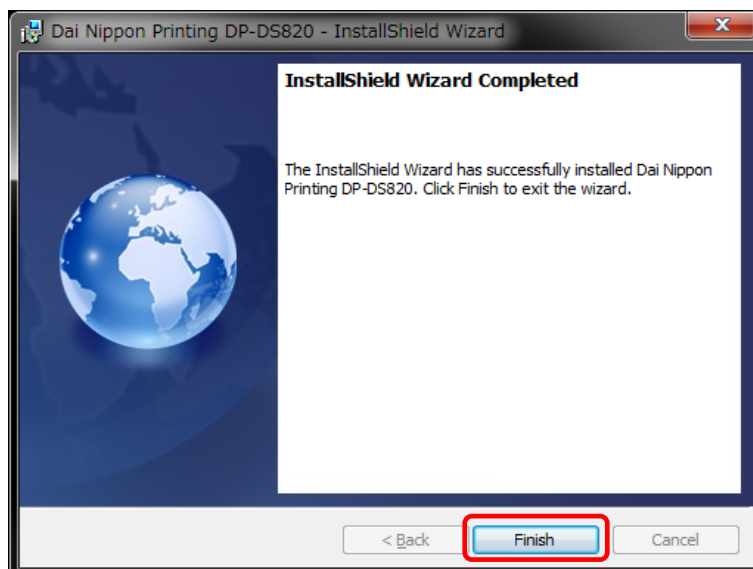 Dai Nippon Printing DP-DS820 - InstallShield Wizard
InstallShield Wizard Completed
The InstallShield Wizard has successfully installed Dai Nippon
Printing DP-DS820. Click Finish to exit the wizard.
< Back
Finish
Cancel